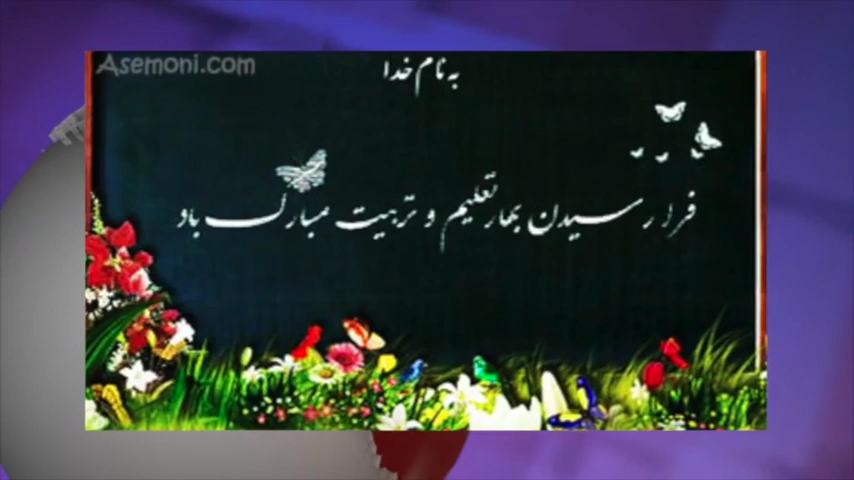 Asemoni.com
به نام خدا
فرا رسیدن بهار تعلیم و تربیت مبارک باد